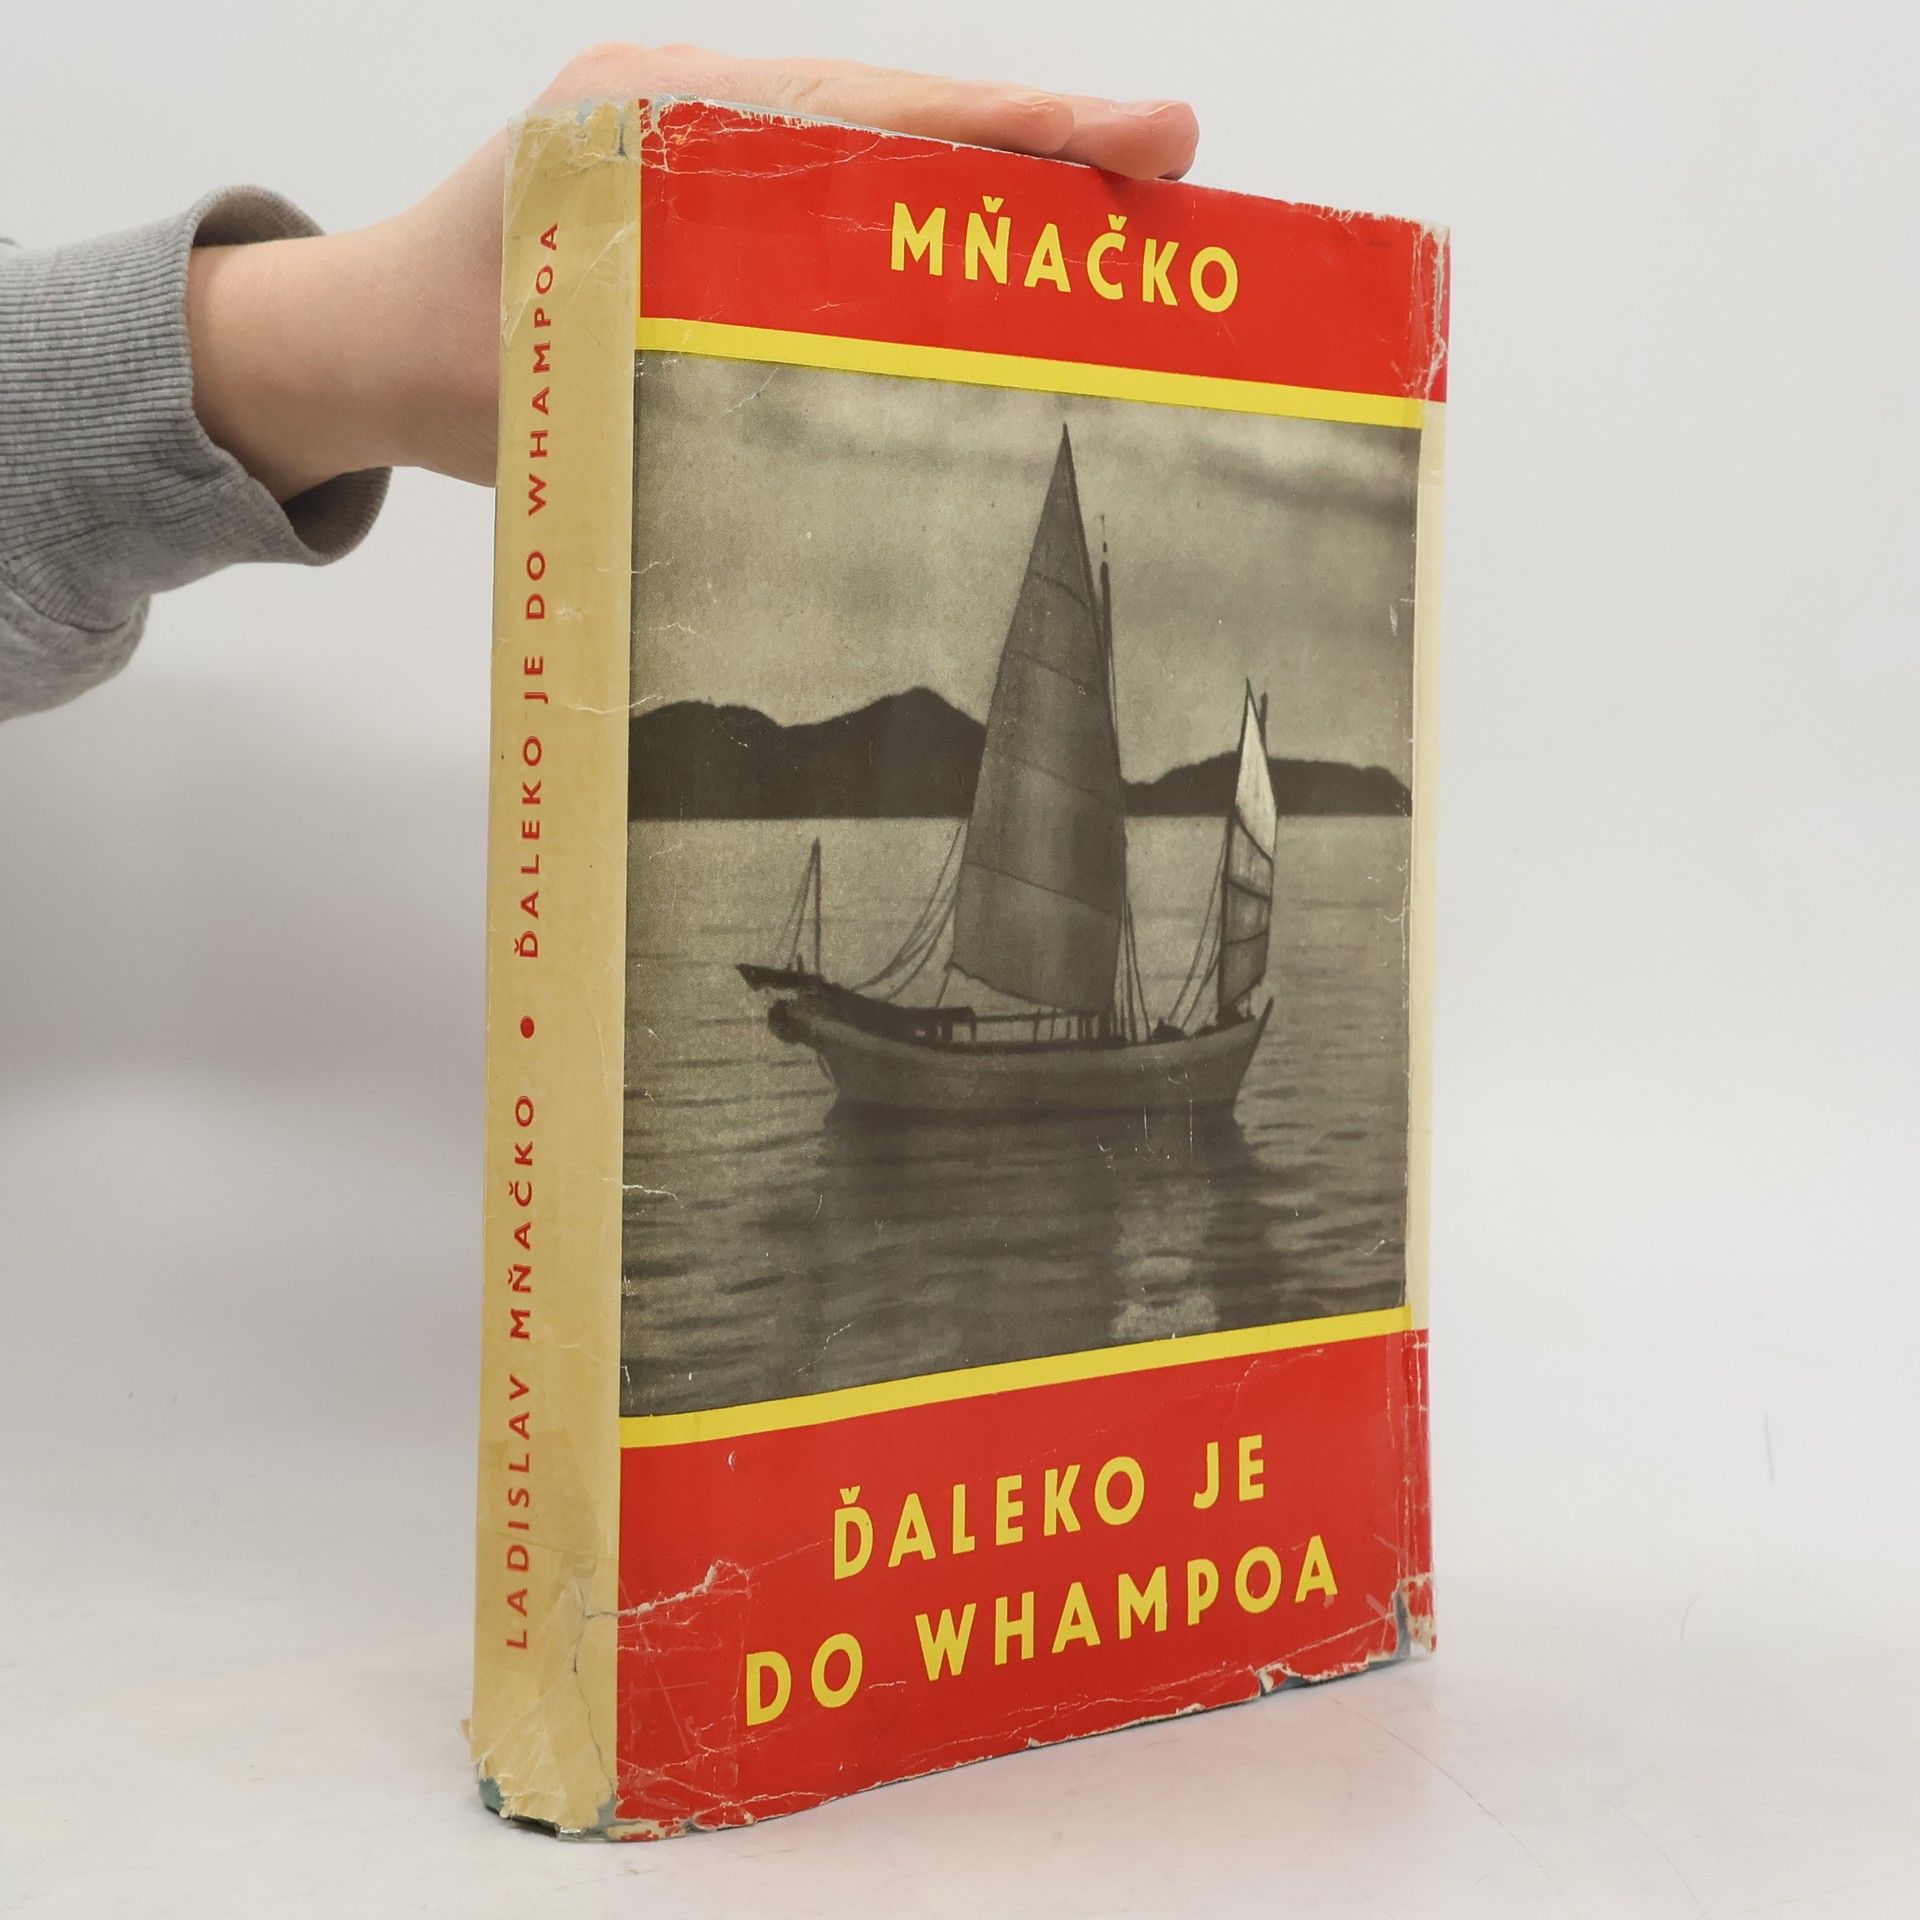 LADISLAV MŇAČKO • ĎALEKO JE DO WHAMPOA
MŇAČKO
ĎALEKO JE
DO WHAMPOA